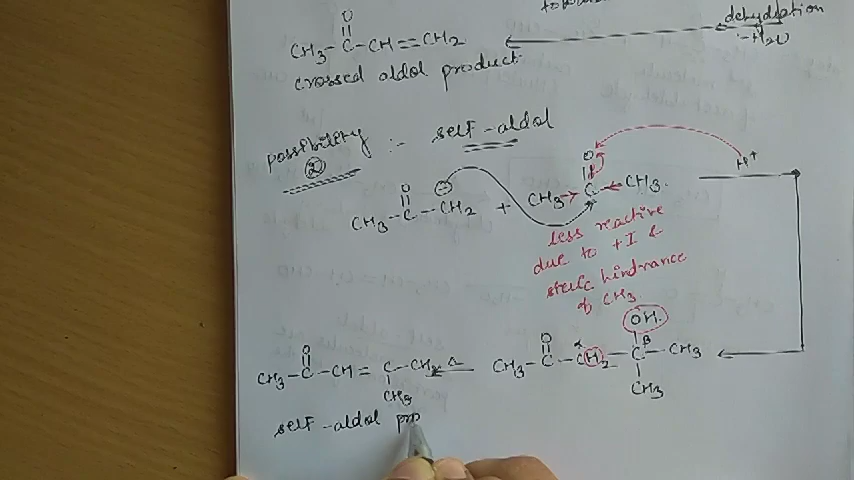 O
CH₃-C-CH=CH₂
dehydration
-H₂O
crossed aldol product
possibility :- self-aldol
②
O
CH₃-C-CH₂
⊖
+
O
CH₃→C←CH₃
H⁺
less reactive
due to +I &
steric hindrance
of CH₃
OH
O α β
CH₃-C-CH₂-C-CH₃
CH₃
Δ
O
CH₃-C-CH=C-CH₃
CH₃
self-aldol pro